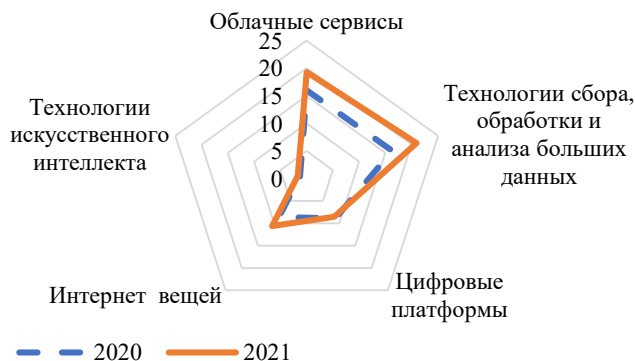 Облачные сервисы
25
20
15
10
5
0
Технологии сбора,
обработки и
анализа больших
данных
Цифровые
платформы
Интернет вещей
Технологии
искусственного
интеллекта
2020
2021